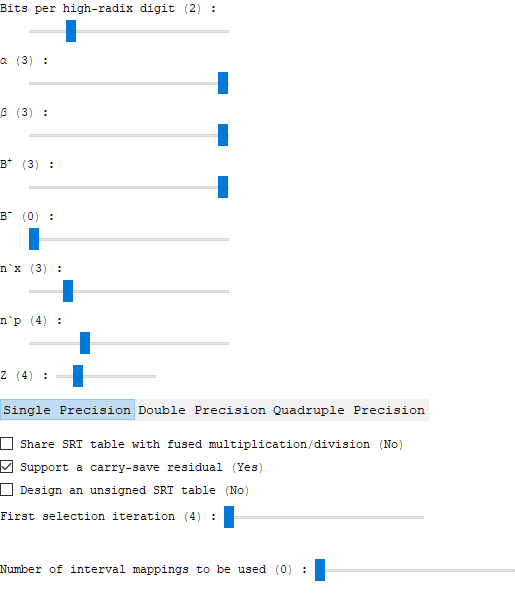 Bits per high-radix digit (2) :
α (3) :
β (3) :
B⁺ (3) :
B⁻ (0) :
n`x (3) :
n`p (4) :
Z (4) :
Single Precision Double Precision Quadruple Precision
Share SRT table with fused multiplication/division (No)
Support a carry-save residual (Yes)
Design an unsigned SRT table (No)
First selection iteration (4) :
Number of interval mappings to be used (0) :